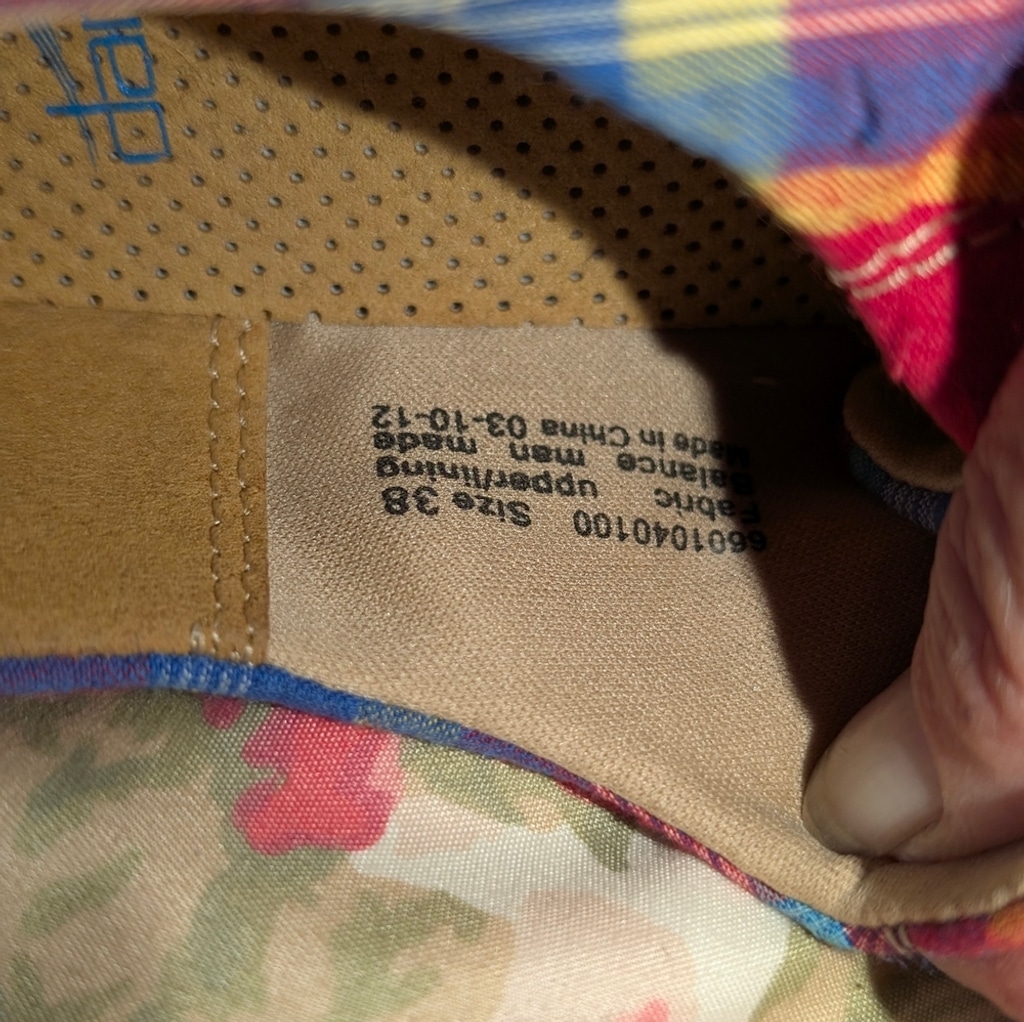 6601040100 Size 38
Fabric upper/lining
Balance man made
Made in China 03-10-12